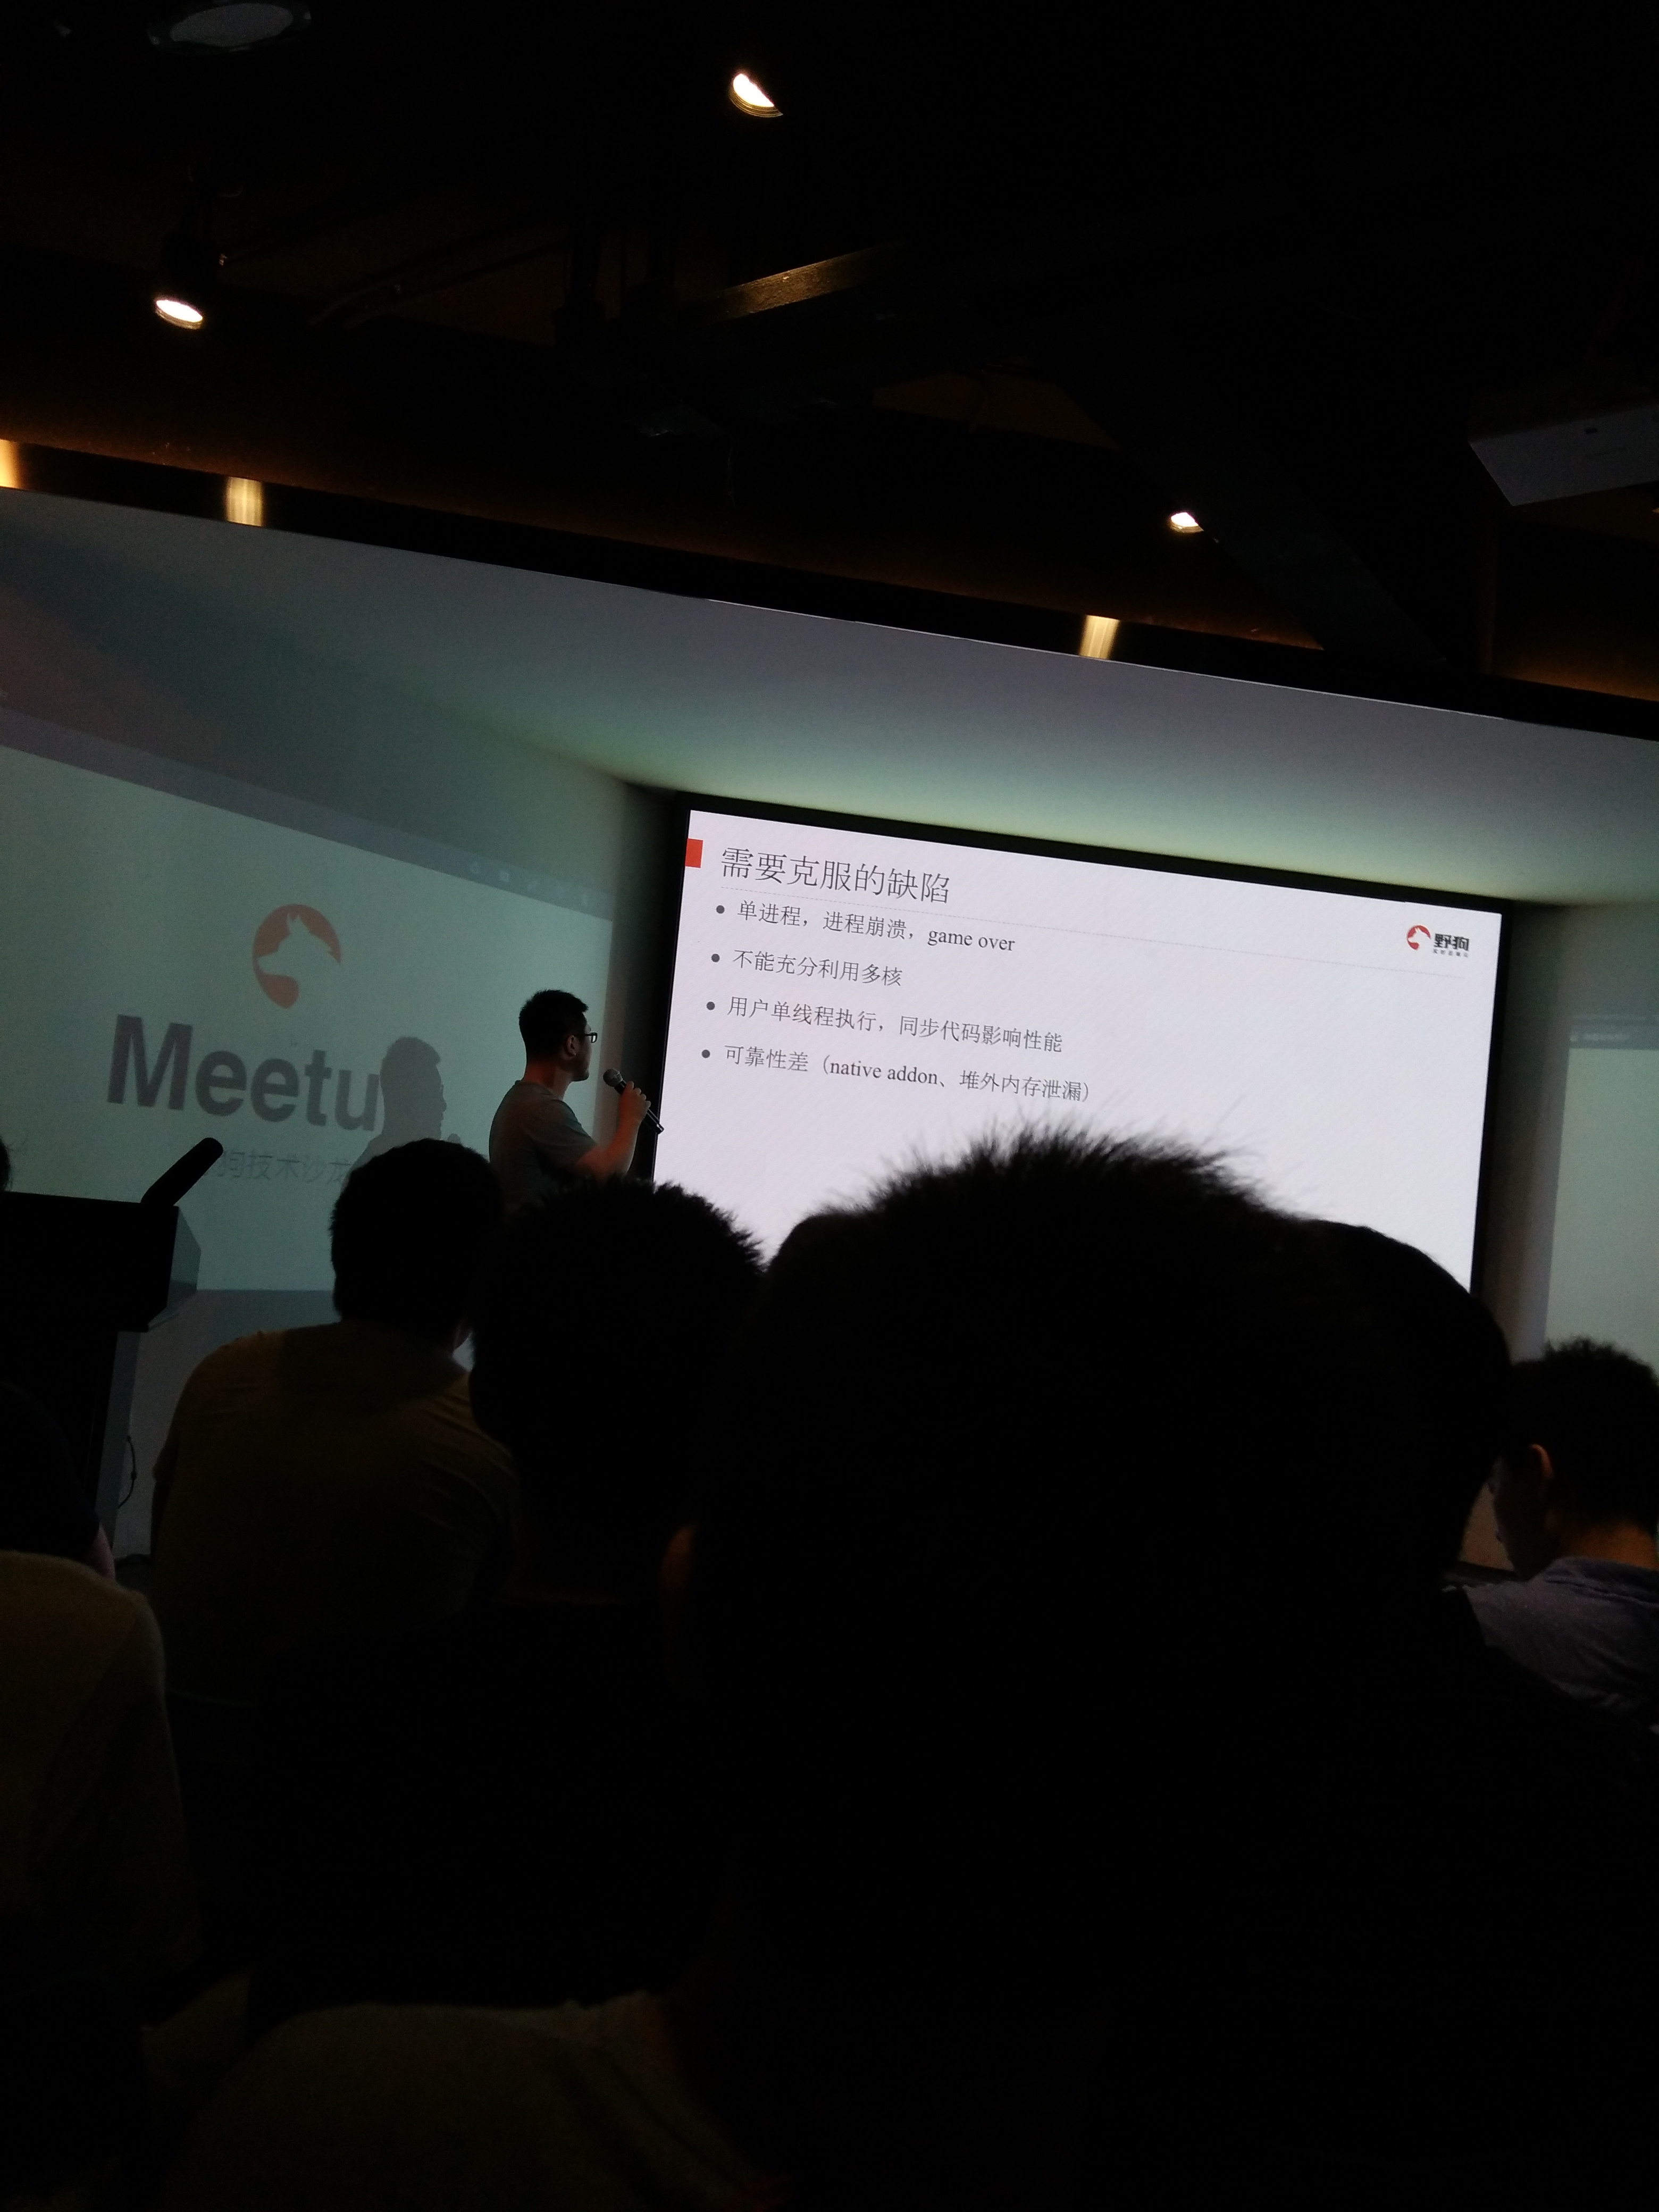 需要克服的缺陷
野狗
● 单进程，进程崩溃，game over
● 不能充分利用多核
● 用户单线程执行，同步代码影响性能
● 可靠性差（native addon、堆外内存泄漏）
Meetu
狗技术沙龙